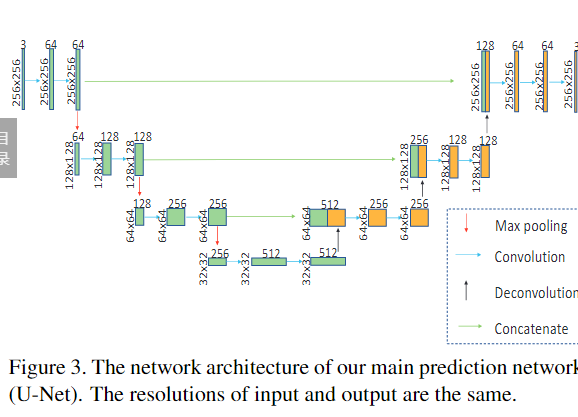 3 64 64
256x256 256x256 256x256
128 64 64 3
256x256 256x256 256x256 256x256
目
录
64 128 128
128x128 128x128 128x128
256 128 128
128x128 128x128 128x128
128 256 256
64x64 64x64 64x64
512 256 256
64x64 64x64 64x64
256 512 512
32x32 32x32 32x32
Max pooling
Convolution
Deconvolution
Concatenate
Figure 3. The network architecture of our main prediction network
(U-Net). The resolutions of input and output are the same.